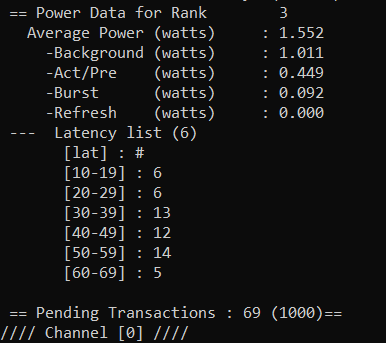 == Power Data for Rank        3
   Average Power (watts)     : 1.552
     -Background (watts)     : 1.011
     -Act/Pre    (watts)     : 0.449
     -Burst      (watts)     : 0.092
     -Refresh    (watts)     : 0.000
 ---  Latency list (6)
       [lat] : #
       [10-19] : 6
       [20-29] : 6
       [30-39] : 13
       [40-49] : 12
       [50-59] : 14
       [60-69] : 5
 == Pending Transactions : 69 (1000)==
//// Channel [0] ////